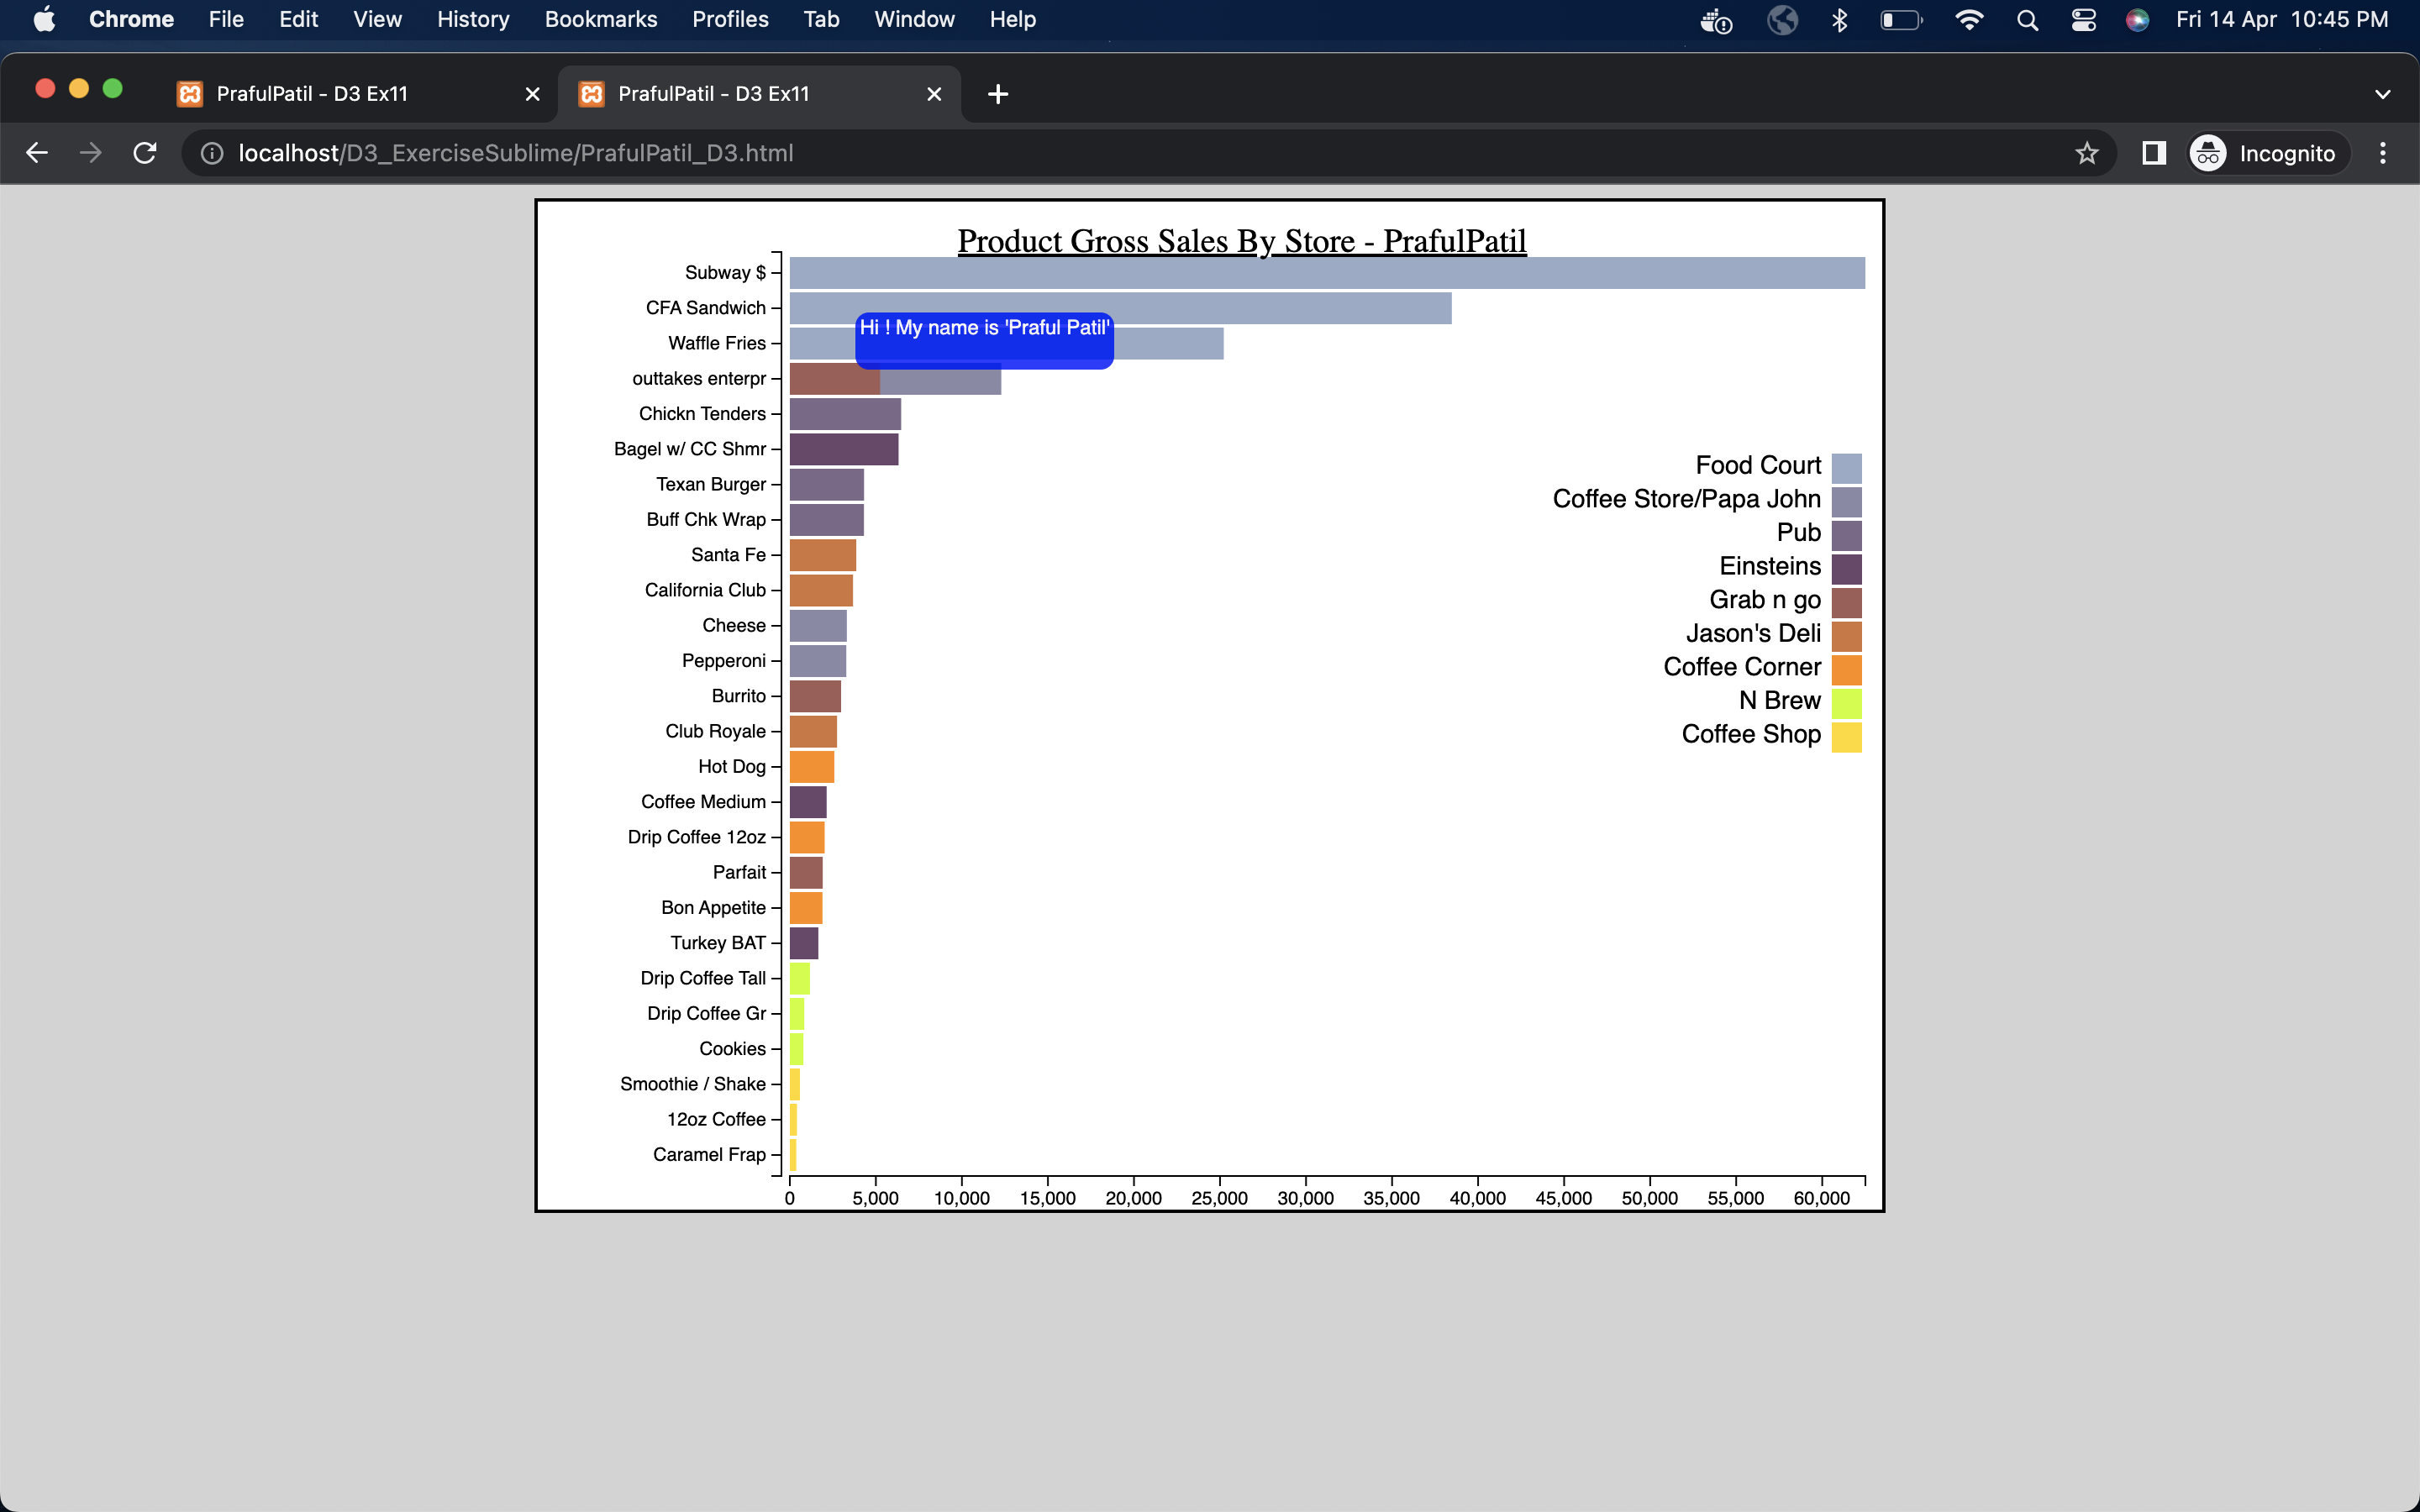 Chrome File Edit View History Bookmarks Profiles Tab Window Help Fri 14 Apr 10:45 PM
PrafulPatil - D3 Ex11 PrafulPatil - D3 Ex11
localhost/D3_ExerciseSublime/PrafulPatil_D3.html Incognito
Product Gross Sales By Store - PrafulPatil
Subway $
CFA Sandwich
Hi ! My name is 'Praful Patil'
Waffle Fries
outtakes enterpr
Chickn Tenders
Bagel w/ CC Shmr
Texan Burger
Buff Chk Wrap
Santa Fe
California Club
Cheese
Pepperoni
Burrito
Club Royale
Hot Dog
Coffee Medium
Drip Coffee 12oz
Parfait
Bon Appetite
Turkey BAT
Drip Coffee Tall
Drip Coffee Gr
Cookies
Smoothie / Shake
12oz Coffee
Caramel Frap
Food Court
Coffee Store/Papa John
Pub
Einsteins
Grab n go
Jason's Deli
Coffee Corner
N Brew
Coffee Shop
0 5,000 10,000 15,000 20,000 25,000 30,000 35,000 40,000 45,000 50,000 55,000 60,000